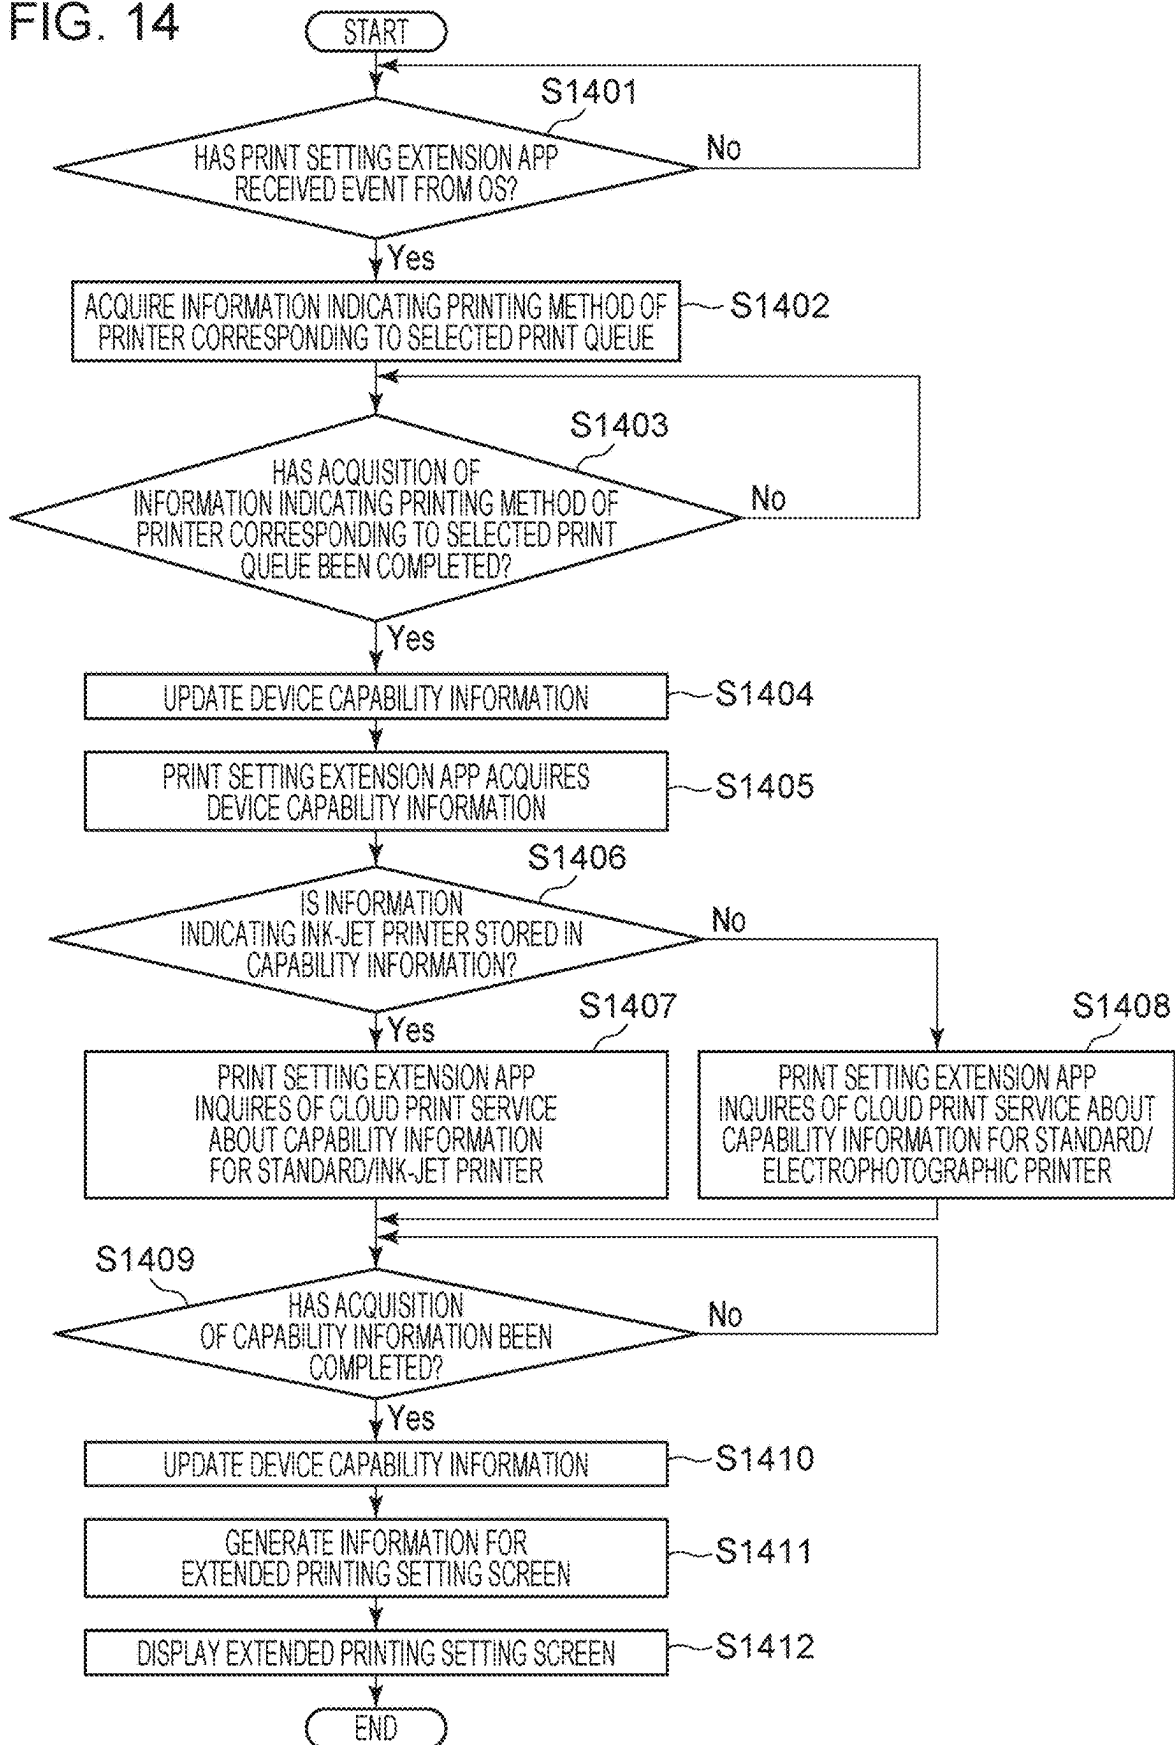 FIG. 14
START
S1401
HAS PRINT SETTING EXTENSION APP
RECEIVED EVENT FROM OS?
No
Yes
ACQUIRE INFORMATION INDICATING PRINTING METHOD OF
PRINTER CORRESPONDING TO SELECTED PRINT QUEUE
S1402
S1403
HAS ACQUISITION OF
INFORMATION INDICATING PRINTING METHOD OF
PRINTER CORRESPONDING TO SELECTED PRINT
QUEUE BEEN COMPLETED?
No
Yes
UPDATE DEVICE CAPABILITY INFORMATION
S1404
PRINT SETTING EXTENSION APP ACQUIRES
DEVICE CAPABILITY INFORMATION
S1405
S1406
IS INFORMATION
INDICATING INK-JET PRINTER STORED IN
CAPABILITY INFORMATION?
No
Yes
S1407
PRINT SETTING EXTENSION APP
INQUIRES OF CLOUD PRINT SERVICE
ABOUT CAPABILITY INFORMATION
FOR STANDARD/INK-JET PRINTER
S1408
PRINT SETTING EXTENSION APP
INQUIRES OF CLOUD PRINT SERVICE ABOUT
CAPABILITY INFORMATION FOR STANDARD/
ELECTROPHOTOGRAPHIC PRINTER
S1409
HAS ACQUISITION
OF CAPABILITY INFORMATION BEEN
COMPLETED?
No
Yes
UPDATE DEVICE CAPABILITY INFORMATION
S1410
GENERATE INFORMATION FOR
EXTENDED PRINTING SETTING SCREEN
S1411
DISPLAY EXTENDED PRINTING SETTING SCREEN
S1412
END